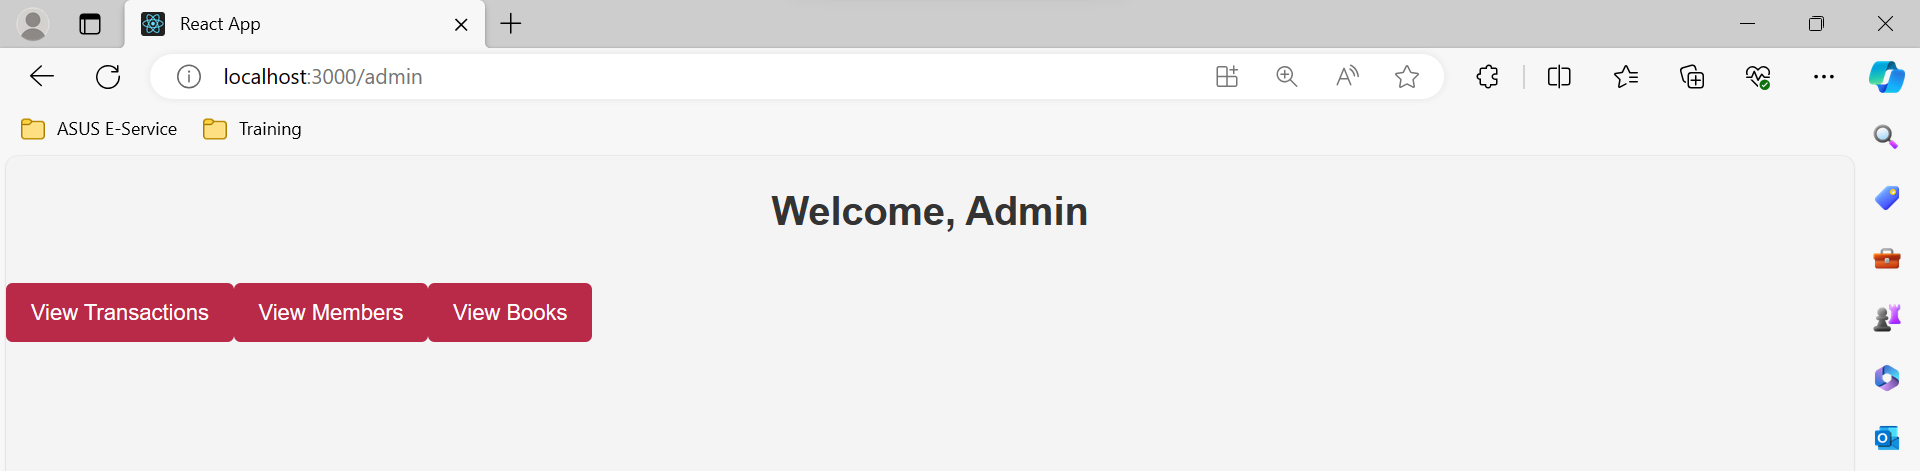 React App
localhost:3000/admin
ASUS E-Service Training
Welcome, Admin
View Transactions View Members View Books